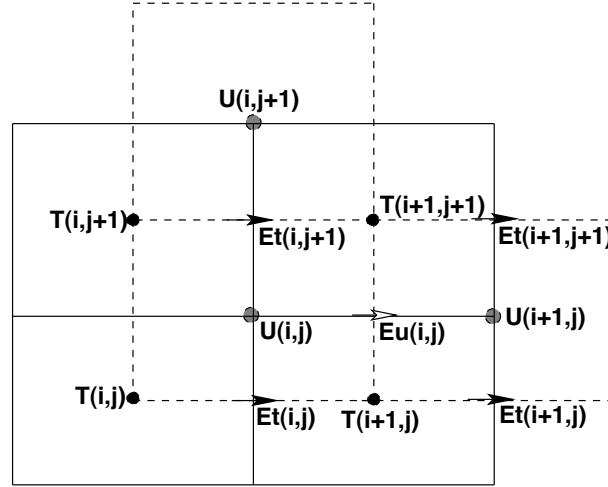 U(i,j+1)
T(i,j+1)
T(i+1,j+1)
Et(i,j+1)
Et(i+1,j+1)
U(i,j)
Eu(i,j)
U(i+1,j)
T(i,j)
Et(i,j)
T(i+1,j)
Et(i+1,j)